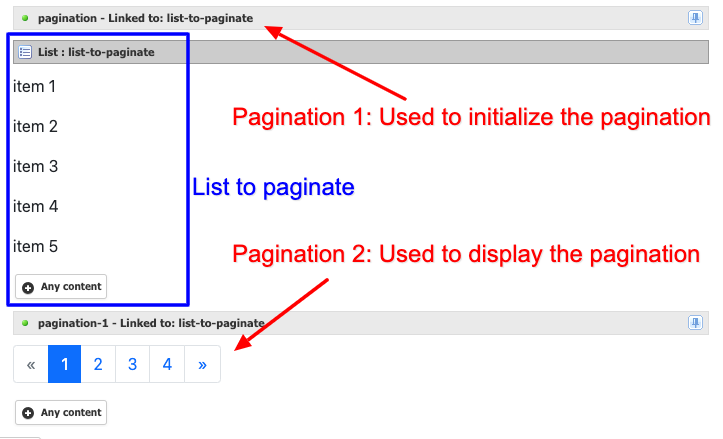 pagination - Linked to: list-to-paginate
List : list-to-paginate
item 1
Pagination 1: Used to initialize the pagination
item 2
item 3
List to paginate
item 4
item 5
Pagination 2: Used to display the pagination
Any content
pagination-1 - Linked to: list-to-paginate
« 1 2 3 4 »
Any content